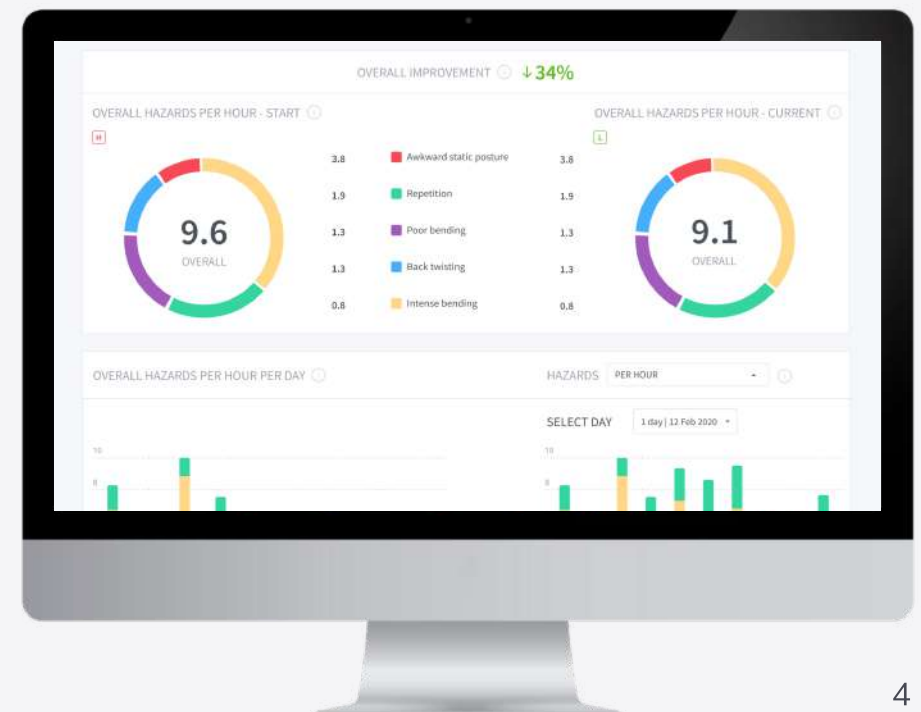 OVERALL IMPROVEMENT ↓34%
OVERALL HAZARDS PER HOUR - START
OVERALL HAZARDS PER HOUR - CURRENT
H
L
3.8 Awkward static posture 3.8
1.9 Repetition 1.9
1.3 Poor bending 1.3
1.3 Back twisting 1.3
0.8 Intense bending 0.8
9.6
OVERALL
9.1
OVERALL
OVERALL HAZARDS PER HOUR PER DAY
HAZARDS PER HOUR
SELECT DAY 1 day | 12 Feb 2020
10
8
10
8
4